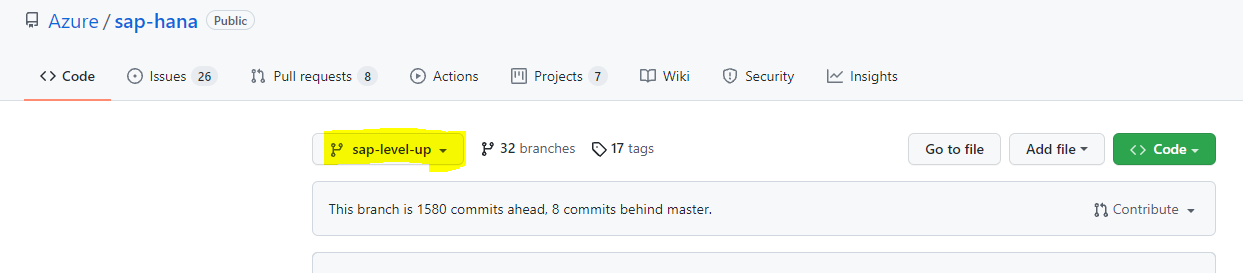 Azure / sap-hana Public
Code Issues 26 Pull requests 8 Actions Projects 7 Wiki Security Insights
sap-level-up 32 branches 17 tags Go to file Add file Code
This branch is 1580 commits ahead, 8 commits behind master. Contribute